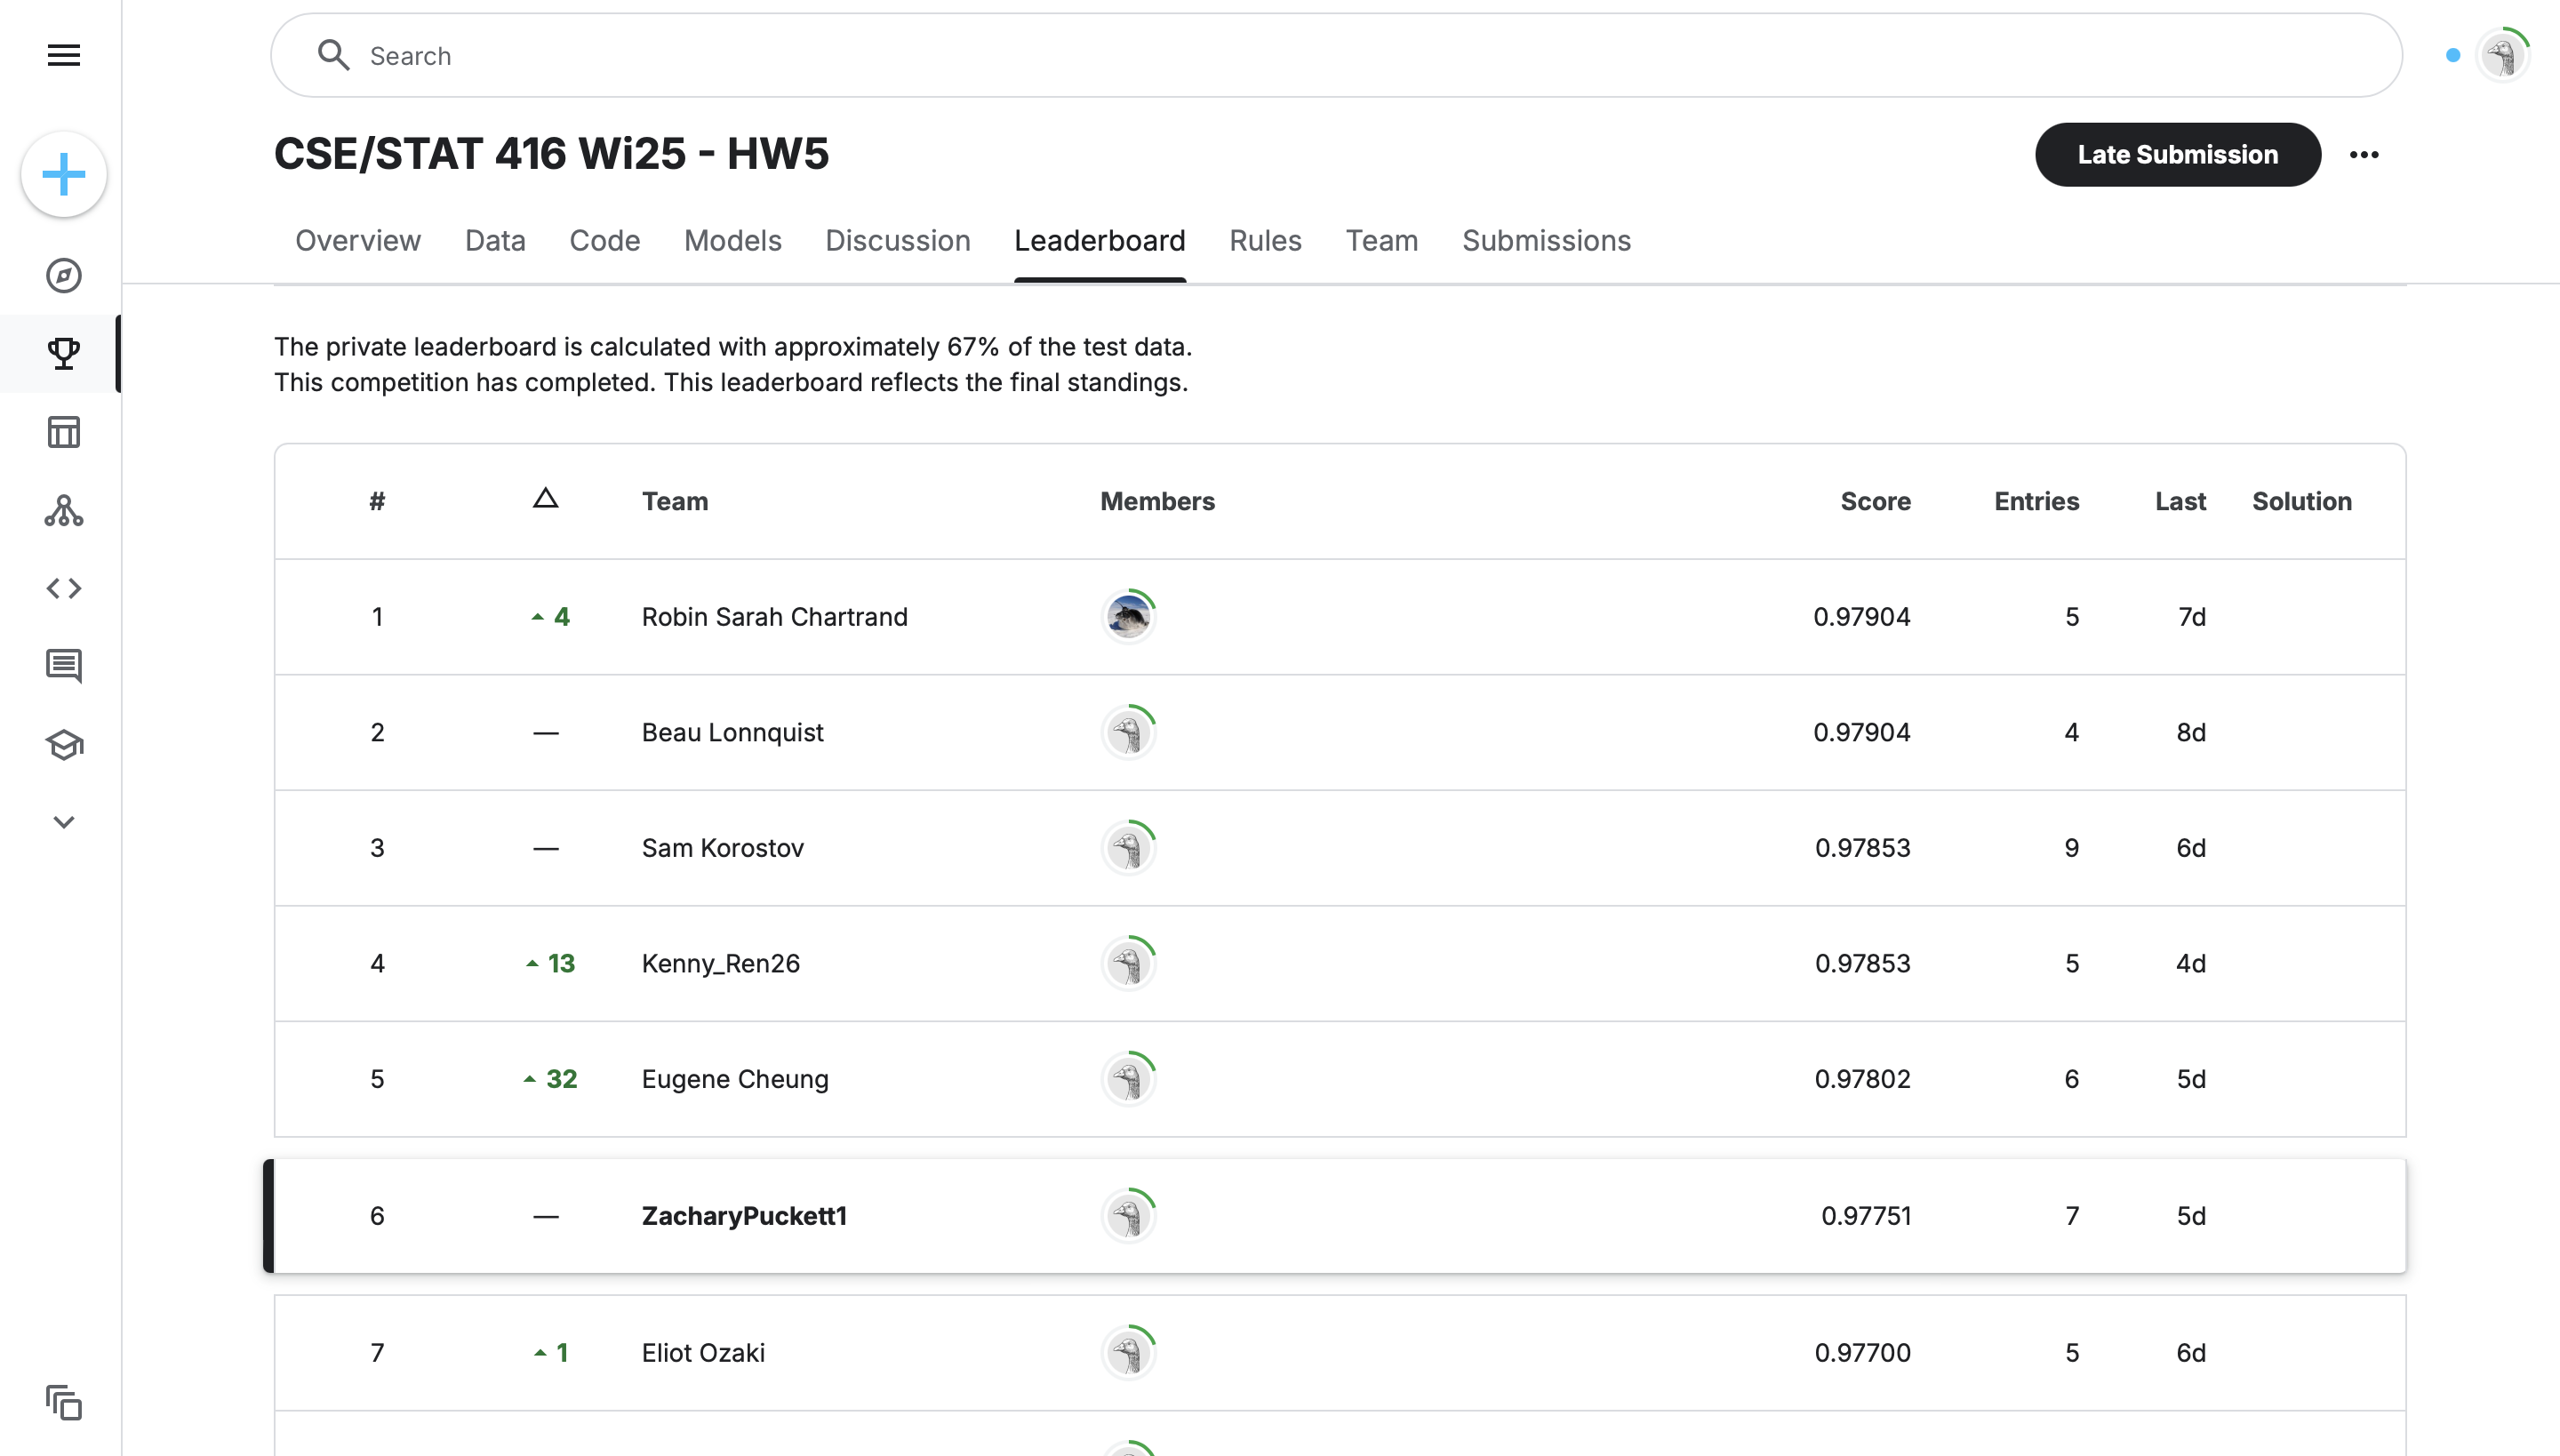 Search
CSE/STAT 416 Wi25 - HW5
Late Submission
Overview Data Code Models Discussion Leaderboard Rules Team Submissions
The private leaderboard is calculated with approximately 67% of the test data.
This competition has completed. This leaderboard reflects the final standings.
# △ Team Members Score Entries Last Solution
1 4 Robin Sarah Chartrand 0.97904 5 7d
2 — Beau Lonnquist 0.97904 4 8d
3 — Sam Korostov 0.97853 9 6d
4 13 Kenny_Ren26 0.97853 5 4d
5 32 Eugene Cheung 0.97802 6 5d
6 — ZacharyPuckett1 0.97751 7 5d
7 1 Eliot Ozaki 0.97700 5 6d